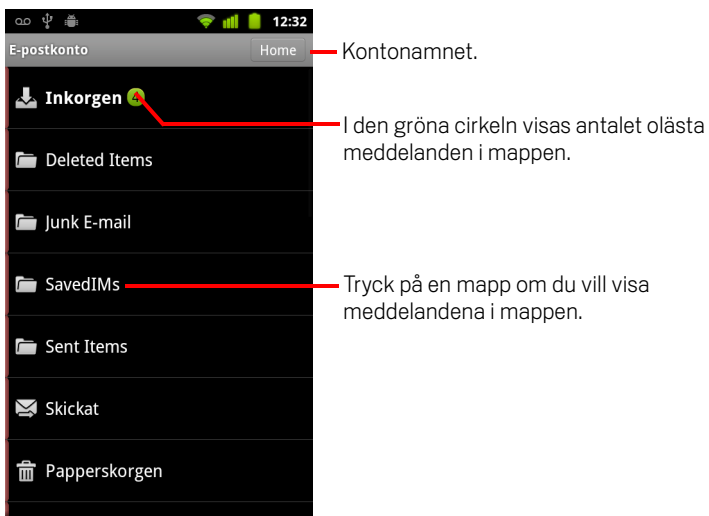 12:32
E-postkonto
Home
Kontonamnet.
Inkorgen 4
I den gröna cirkeln visas antalet olästa
meddelanden i mappen.
Deleted Items
Junk E-mail
SavedIMs
Tryck på en mapp om du vill visa
meddelandena i mappen.
Sent Items
Skickat
Papperskorgen